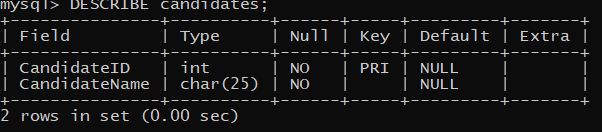 mysql> DESCRIBE candidates;
+---------------+----------+------+-----+---------+-------+
| Field         | Type     | Null | Key | Default | Extra |
+---------------+----------+------+-----+---------+-------+
| CandidateID   | int      | NO   | PRI | NULL    |       |
| CandidateName | char(25) | NO   |     | NULL    |       |
+---------------+----------+------+-----+---------+-------+
2 rows in set (0.00 sec)